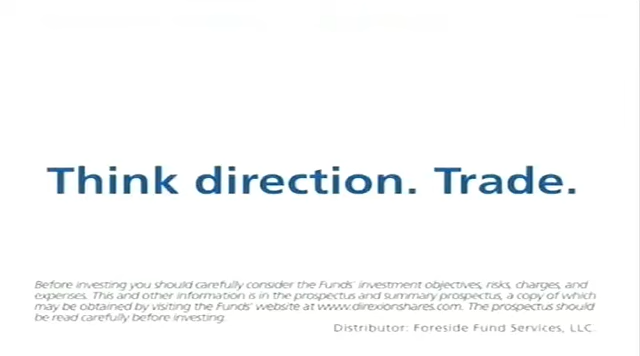 Think direction. Trade.
Before investing you should carefully consider the Funds' investment objectives, risks, charges, and
expenses. This and other information is in the prospectus and summary prospectus, a copy of which
may be obtained by visiting the Funds' website at www.direxionshares.com. The prospectus should
be read carefully before investing.
Distributor: Foreside Fund Services, LLC.